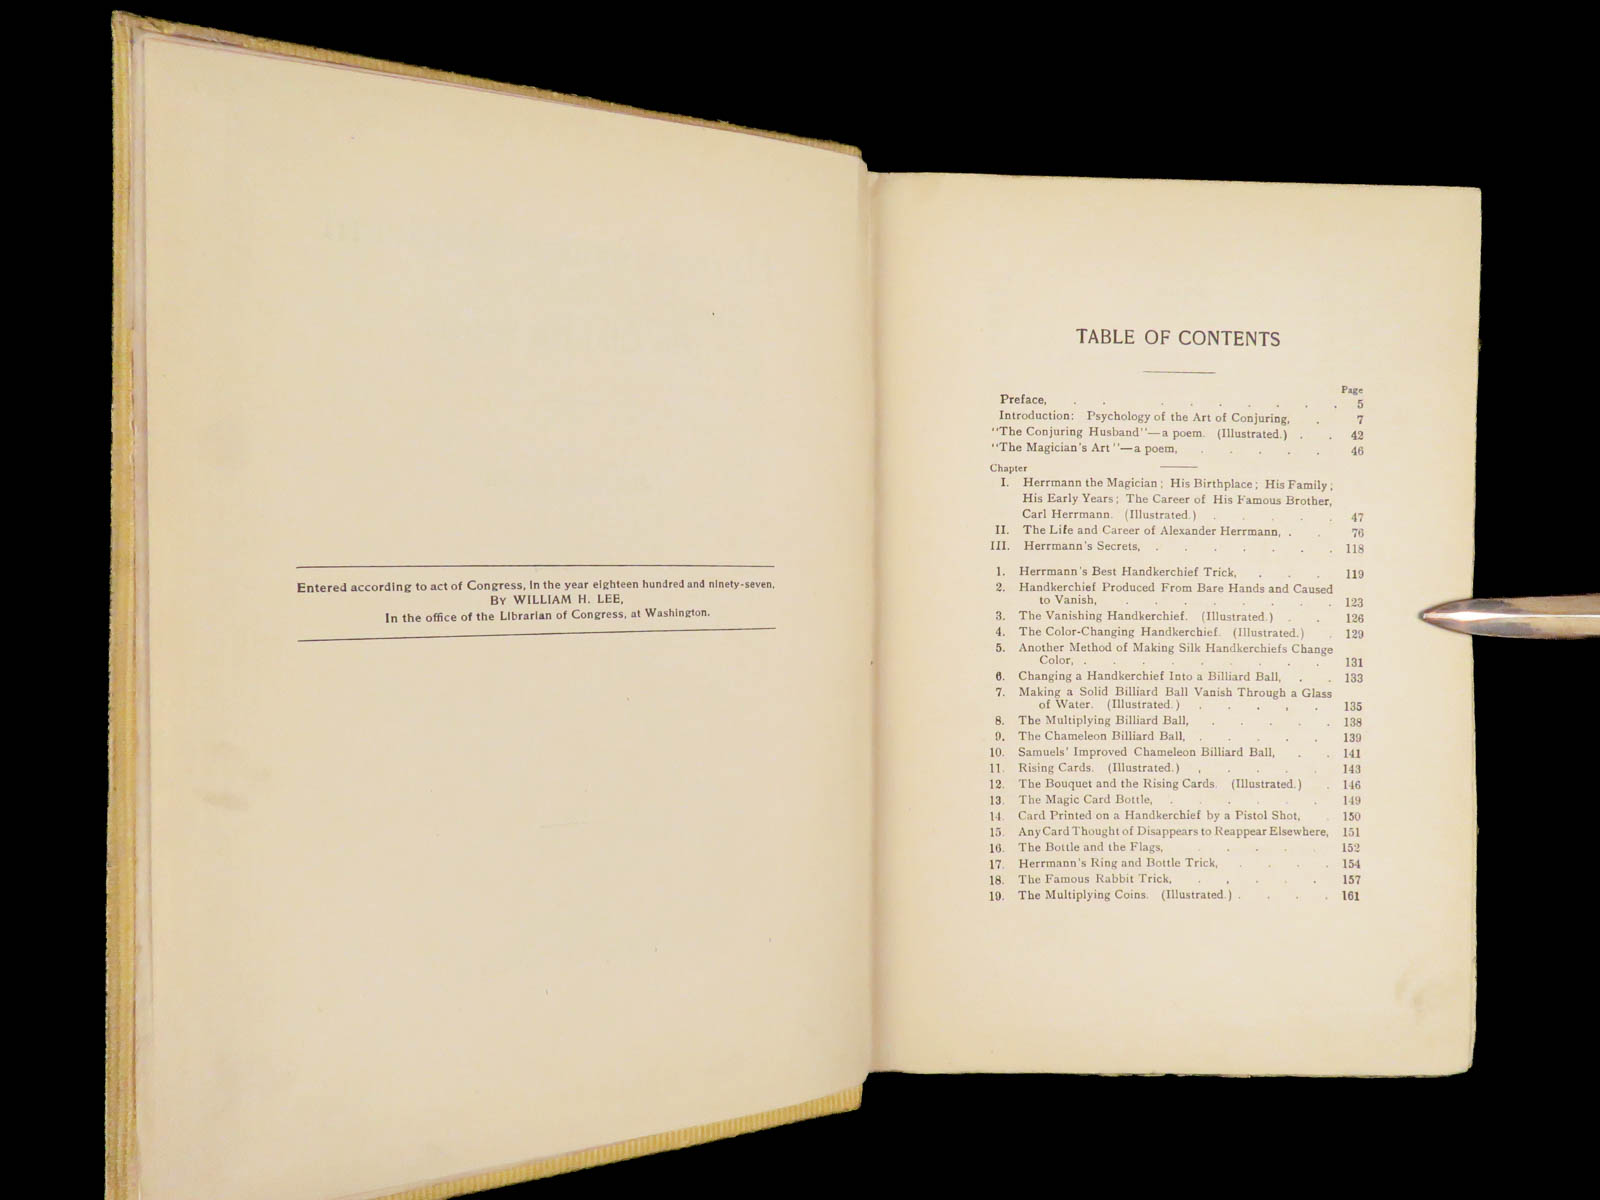 Entered according to act of Congress, in the year eighteen hundred and ninety-seven,
By WILLIAM H. LEE,
In the office of the Librarian of Congress, at Washington.
TABLE OF CONTENTS
Page
Preface, . . . . . . . . . 5
Introduction: Psychology of the Art of Conjuring, . 7
"The Conjuring Husband"—a poem. (Illustrated.) . . 42
"The Magician's Art"—a poem, . . . . . 46
Chapter
I. Herrmann the Magician; His Birthplace; His Family;
His Early Years; The Career of His Famous Brother,
Carl Herrmann. (Illustrated.) . . . . . 47
II. The Life and Career of Alexander Herrmann, . . 76
III. Herrmann's Secrets, . . . . . . . 118
1. Herrmann's Best Handkerchief Trick, . . . 119
2. Handkerchief Produced From Bare Hands and Caused
to Vanish, . . . . . . . . 123
3. The Vanishing Handkerchief. (Illustrated.) . . 126
4. The Color-Changing Handkerchief. (Illustrated.) . 129
5. Another Method of Making Silk Handkerchiefs Change
Color, . . . . . . . . . 131
6. Changing a Handkerchief Into a Billiard Ball, . . 133
7. Making a Solid Billiard Ball Vanish Through a Glass
of Water. (Illustrated.) . . . . . 135
8. The Multiplying Billiard Ball, . . . . . 138
9. The Chameleon Billiard Ball, . . . . . 139
10. Samuels' Improved Chameleon Billiard Ball, . . 141
11. Rising Cards. (Illustrated.) . . . . . 143
12. The Bouquet and the Rising Cards. (Illustrated.) . 146
13. The Magic Card Bottle, . . . . . . 149
14. Card Printed on a Handkerchief by a Pistol Shot, . 150
15. Any Card Thought of Disappears to Reappear Elsewhere, 151
16. The Bottle and the Flags, . . . . . 152
17. Herrmann's Ring and Bottle Trick, . . . . 154
18. The Famous Rabbit Trick, . . . . . 157
19. The Multiplying Coins. (Illustrated.) . . . . 161